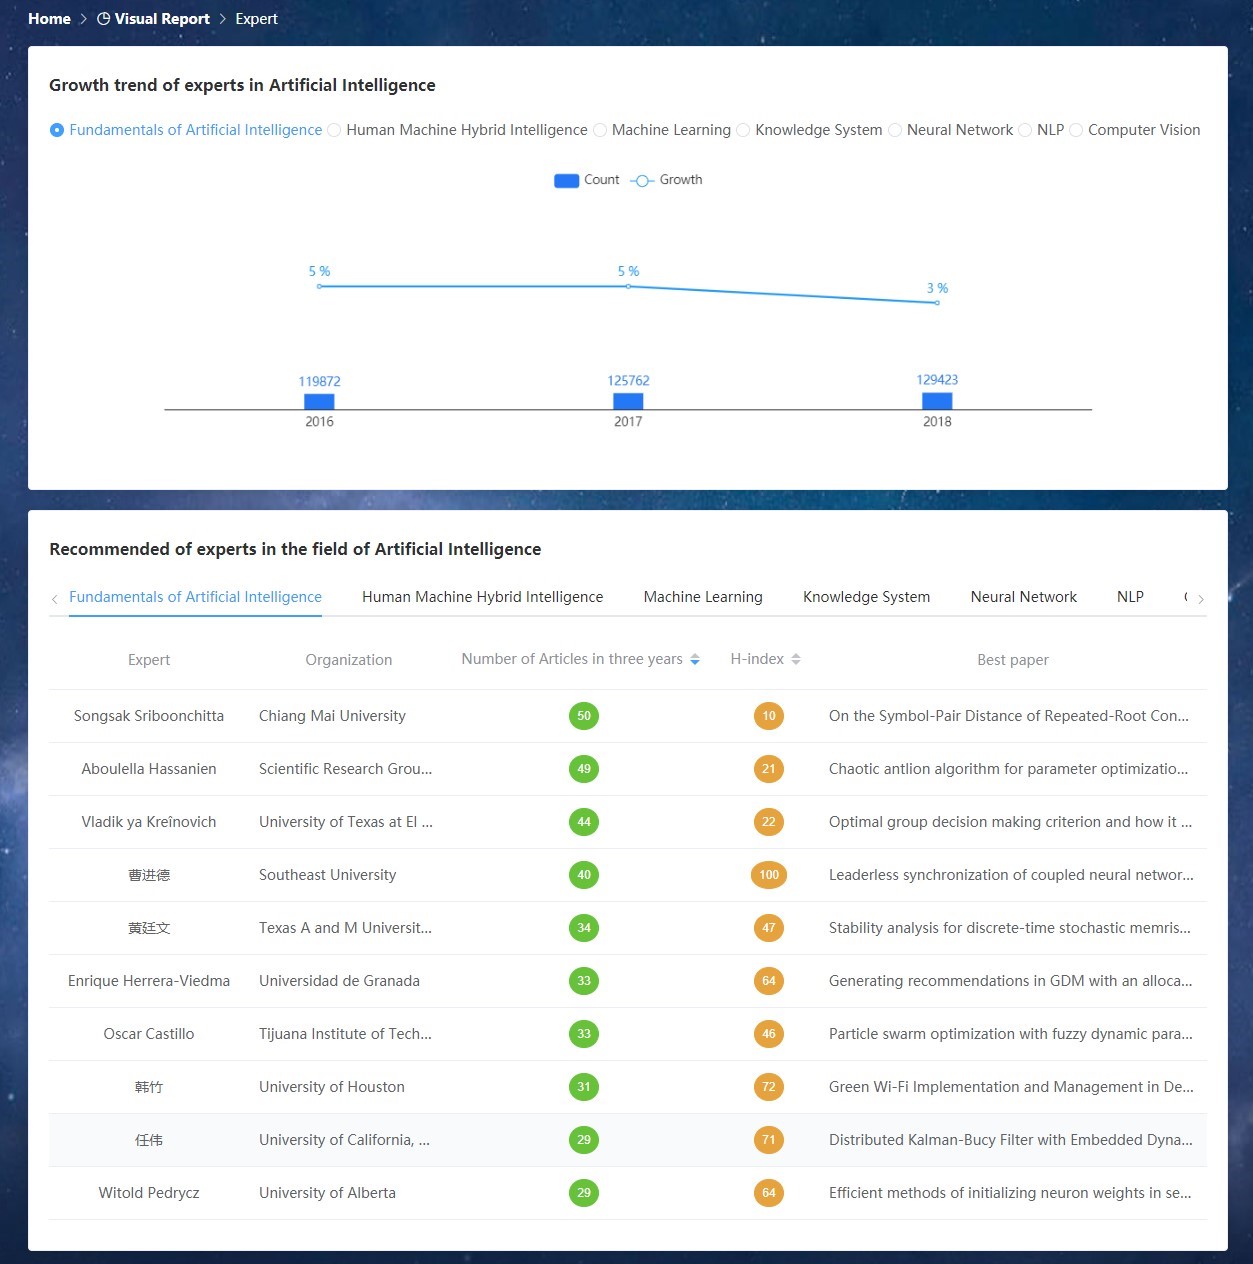 Home > Visual Report > Expert
Growth trend of experts in Artificial Intelligence
Fundamentals of Artificial Intelligence Human Machine Hybrid Intelligence Machine Learning Knowledge System Neural Network NLP Computer Vision
Count Growth
5 % 5 % 3 %
119872 125762 129423
2016 2017 2018
Recommended of experts in the field of Artificial Intelligence
Fundamentals of Artificial Intelligence Human Machine Hybrid Intelligence Machine Learning Knowledge System Neural Network NLP
Expert Organization Number of Articles in three years H-index Best paper
Songsak Sriboonchitta Chiang Mai University 50 10 On the Symbol-Pair Distance of Repeated-Root Con...
Aboulella Hassanien Scientific Research Grou... 49 21 Chaotic antlion algorithm for parameter optimizatio...
Vladik ya Kreînovich University of Texas at El ... 44 22 Optimal group decision making criterion and how it ...
曹进德 Southeast University 40 100 Leaderless synchronization of coupled neural networ...
黄廷文 Texas A and M Universit... 34 47 Stability analysis for discrete-time stochastic memris...
Enrique Herrera-Viedma Universidad de Granada 33 64 Generating recommendations in GDM with an alloca...
Oscar Castillo Tijuana Institute of Tech... 33 46 Particle swarm optimization with fuzzy dynamic para...
韩竹 University of Houston 31 72 Green Wi-Fi Implementation and Management in De...
任伟 University of California, ... 29 71 Distributed Kalman-Bucy Filter with Embedded Dyna...
Witold Pedrycz University of Alberta 29 64 Efficient methods of initializing neuron weights in se...